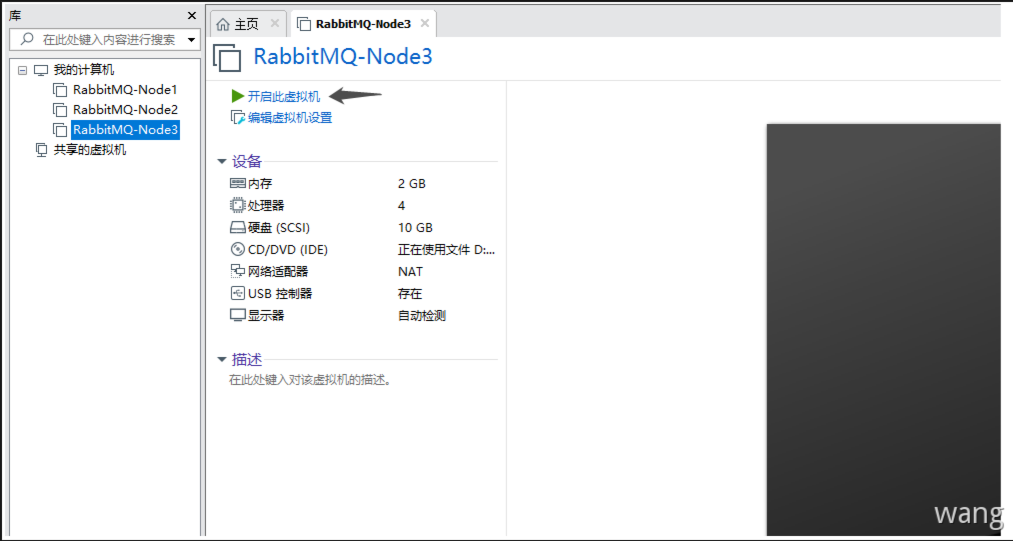 库
主页
RabbitMQ-Node3
在此处键入内容进行搜索
RabbitMQ-Node3
我的计算机
RabbitMQ-Node1
RabbitMQ-Node2
RabbitMQ-Node3
共享的虚拟机
开启此虚拟机
编辑虚拟机设置
设备
内存 2 GB
处理器 4
硬盘 (SCSI) 10 GB
CD/DVD (IDE) 正在使用文件 D:...
网络适配器 NAT
USB 控制器 存在
显示器 自动检测
描述
在此处键入对该虚拟机的描述。
wang